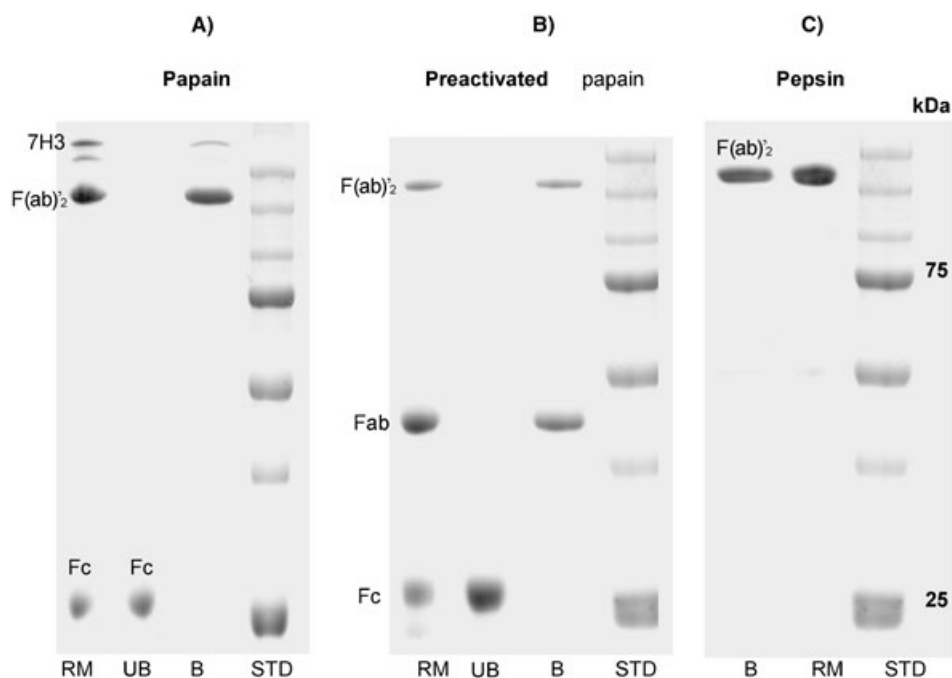 A) B) C)
Papain Preactivated papain Pepsin
kDa
7H3
F(ab)'₂ F(ab)'₂ F(ab)'₂
75
Fab
Fc Fc Fc
25
RM UB B STD RM UB B STD B RM STD